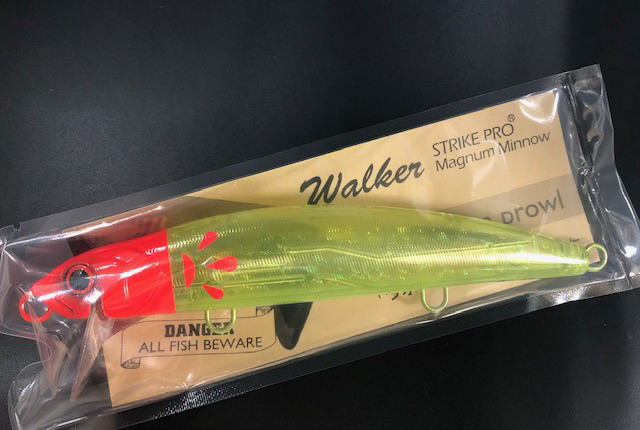 Walker
STRIKE PRO®
Magnum Minnow
prowl
DANGER
ALL FISH BEWARE